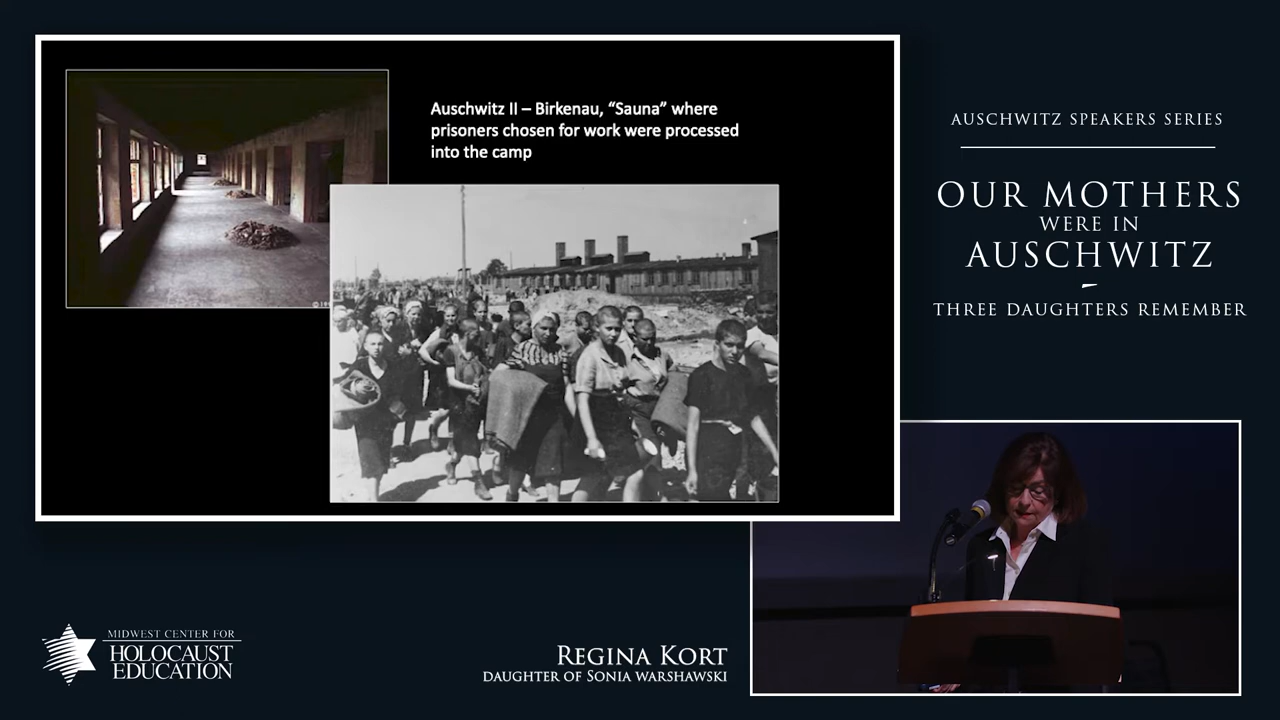 Auschwitz II – Birkenau, “Sauna” where
prisoners chosen for work were processed
into the camp
AUSCHWITZ SPEAKERS SERIES
OUR MOTHERS
WERE IN
AUSCHWITZ
THREE DAUGHTERS REMEMBER
MIDWEST CENTER FOR
HOLOCAUST
EDUCATION
REGINA KORT
DAUGHTER OF SONIA WARSHAWSKI